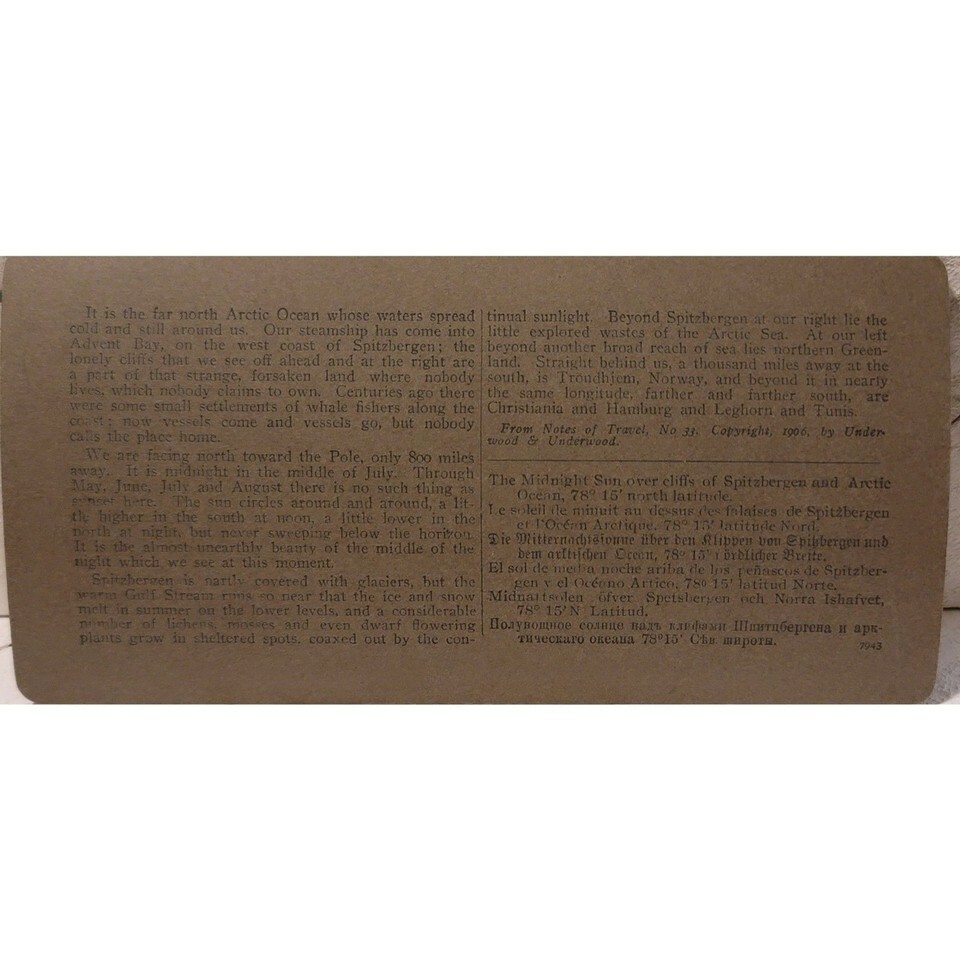 It is the far north Arctic Ocean whose waters spread
cold and still around us. Our steamship has come into
Advent Bay, on the west coast of Spitzbergen; the
lonely cliffs that we see off ahead and at the right are
a part of that strange, forsaken land where nobody
lives, which nobody claims to own. Centuries ago there
were some small settlements of whale fishers along the
coast; now vessels come and vessels go, but nobody
calls the place home.
We are facing north toward the Pole, only 800 miles
away. It is midnight in the middle of July. Through
May, June, July and August there is no such thing as
sunset here. The sun circles around and around, a lit-
tle higher in the south at noon, a little lower in the
north at night, but never sweeping below the horizon.
It is the almost unearthly beauty of the middle of the
night which we see at this moment.
Spitzbergen is partly covered with glaciers, but the
warm Gulf Stream runs so near that the ice and snow
melt in summer on the lower levels, and a considerable
number of lichens, mosses and even dwarf flowering
plants grow in sheltered spots, coaxed out by the con-
tinual sunlight. Beyond Spitzbergen at our right lie the
little explored wastes of the Arctic Sea. At our left
beyond another broad reach of sea lies northern Green-
land. Straight behind us, a thousand miles away at the
south, is Troudhjem, Norway, and beyond it in nearly
the same longitude, farther and farther south, are
Christiania and Hamburg and Leghorn and Tunis.
From Notes of Travel, No 33, Copyright, 1906, by Under-
wood & Underwood.
The Midnight Sun over cliffs of Spitzbergen and Arctic
Ocean, 78° 15' north latitude.
Le soleil de minuit au dessus des falaises de Spitzbergen
et l'Océan Arctique, 78° 15' latitude Nord.
Die Mitternachtssonne über den Klippen von Spitzbergen und
dem arktischen Ocean, 78° 15' nördlicher Breite.
El sol de media noche ariba de los peñascos de Spitzber-
gen y el Océano Artico, 78° 15' latitud Norte.
Midnattsolen öfver Spetsbergen och Norra Ishafvet,
78° 15' N Latitud.
Полунощное солнце надъ клифами Шпитцбергена и арк-
тическаго океана 78°15' Сѣв широты.
7943